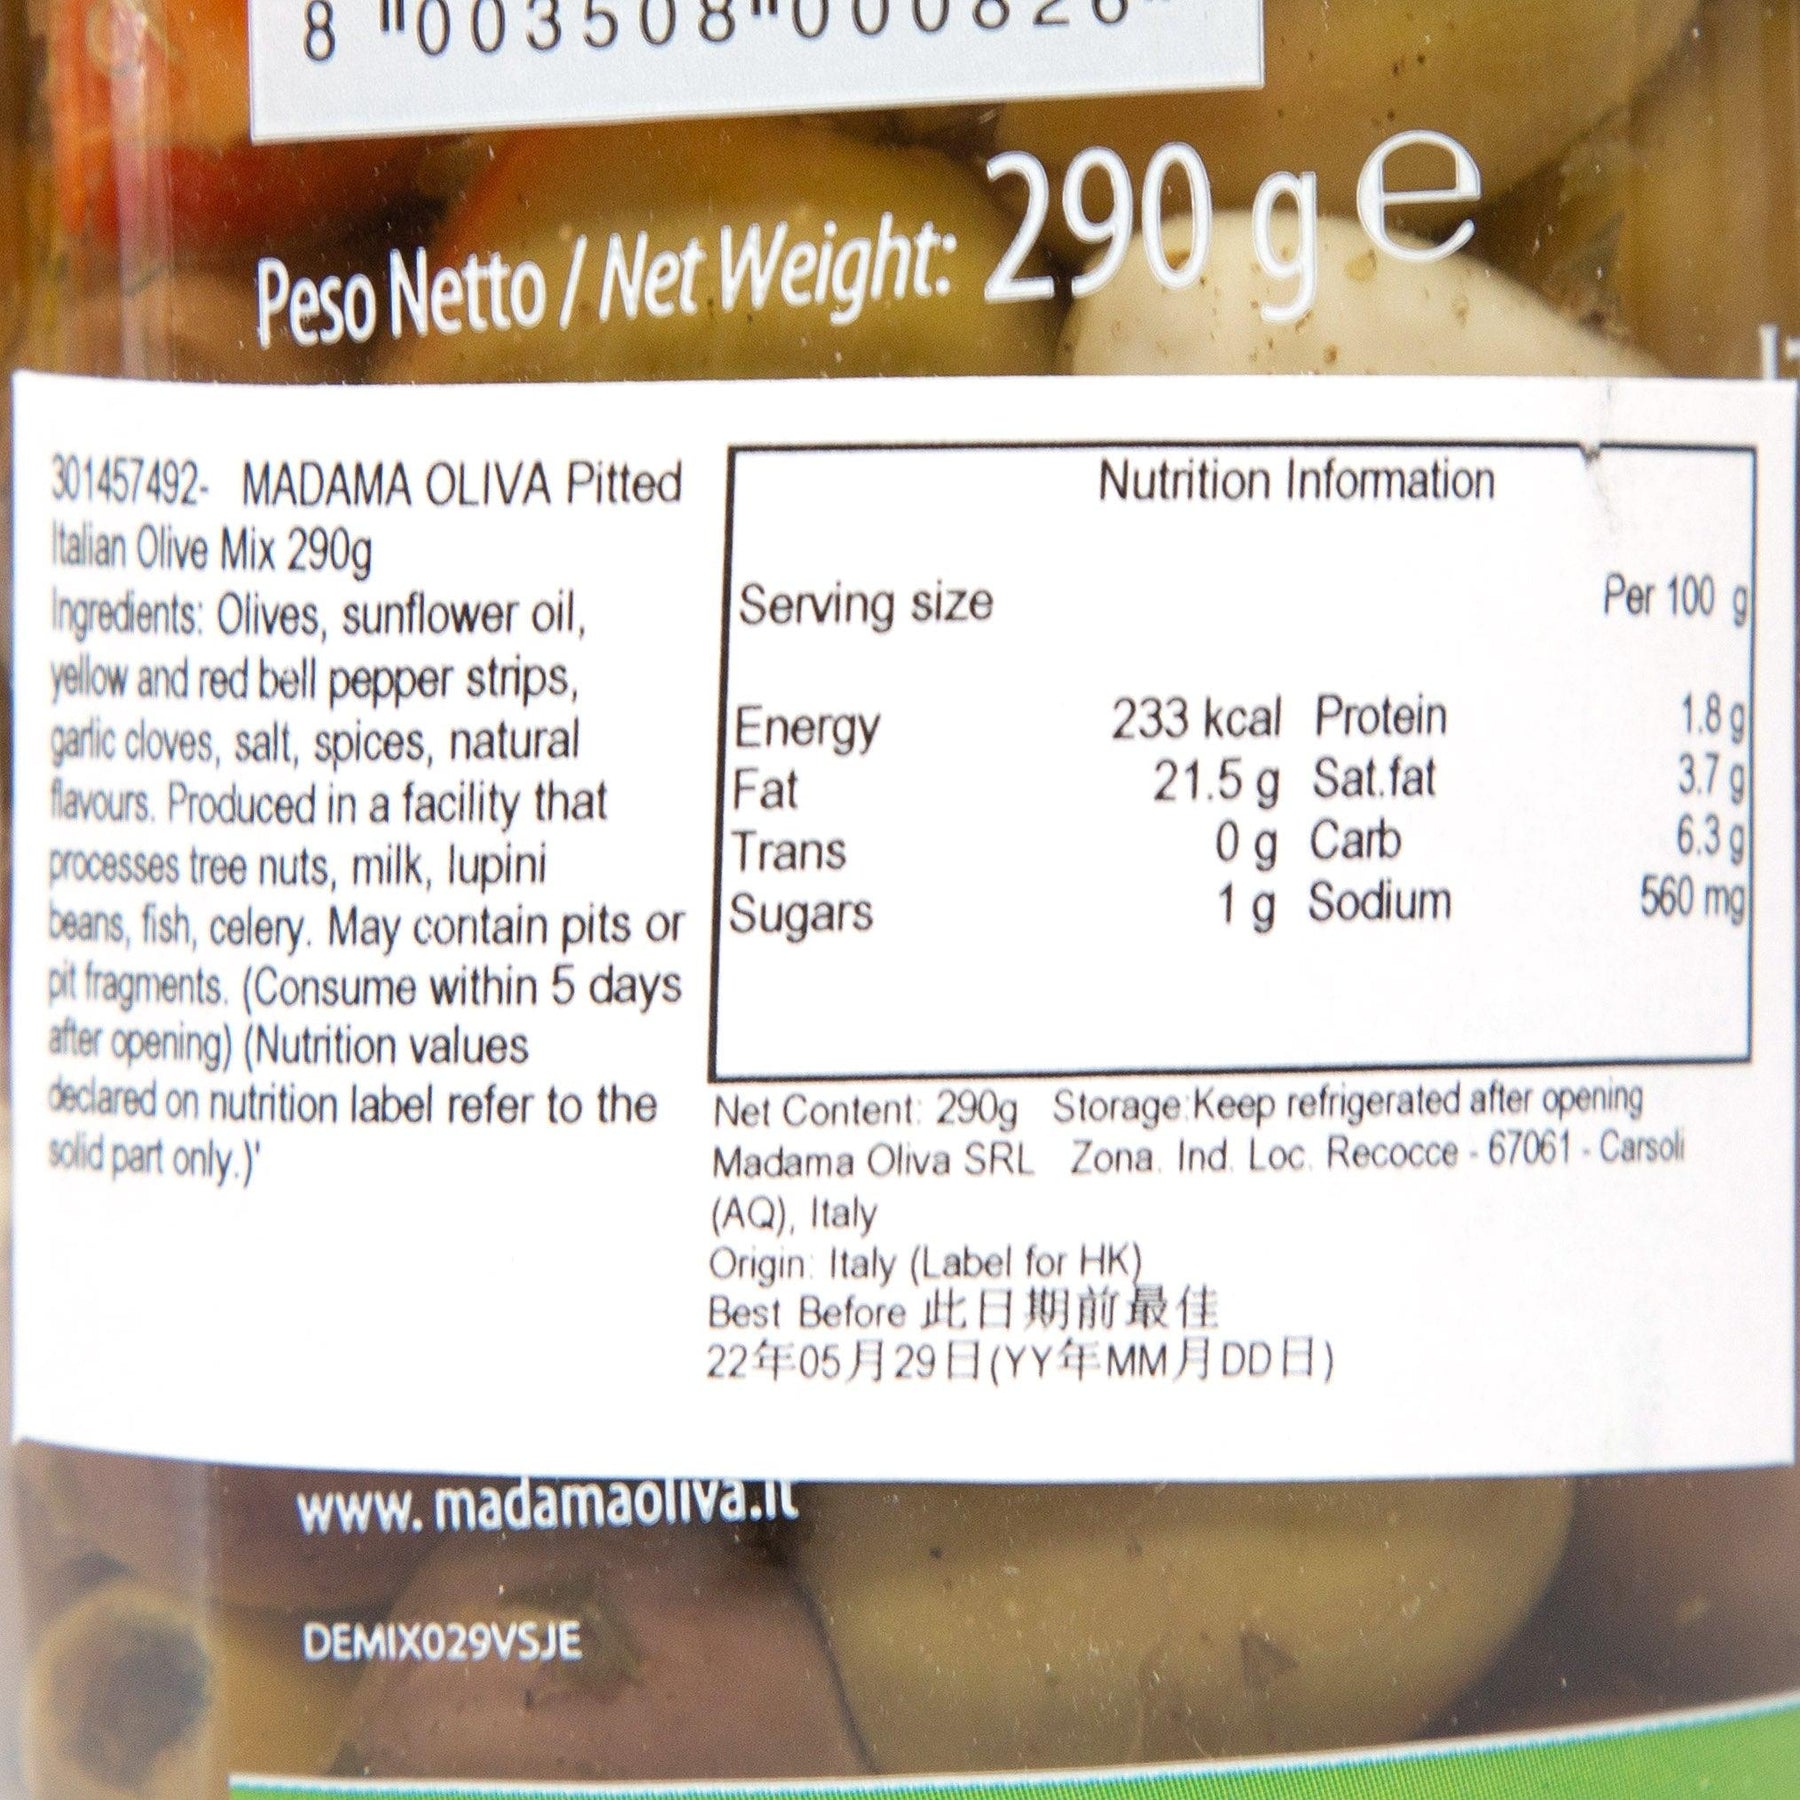 8 003508 000826
Peso Netto / Net Weight: 290 g e
301457492- MADAMA OLIVA Pitted
Italian Olive Mix 290g
Ingredients: Olives, sunflower oil,
yellow and red bell pepper strips,
garlic cloves, salt, spices, natural
flavours. Produced in a facility that
processes tree nuts, milk, lupini
beans, fish, celery. May contain pits or
pit fragments. (Consume within 5 days
after opening) (Nutrition values
declared on nutrition label refer to the
solid part only.)'
Nutrition Information
Serving size Per 100 g
Energy 233 kcal Protein 1.8 g
Fat 21.5 g Sat.fat 3.7 g
Trans 0 g Carb 6.3 g
Sugars 1 g Sodium 560 mg
Net Content: 290g Storage:Keep refrigerated after opening
Madama Oliva SRL Zona. Ind. Loc. Recocce - 67061 - Carsoli
(AQ), Italy
Origin: Italy (Label for HK)
Best Before 此日期前最佳
22年05月29日(YY年MM月DD日)
www.madamaoliva.it
DEMIX029VSJE